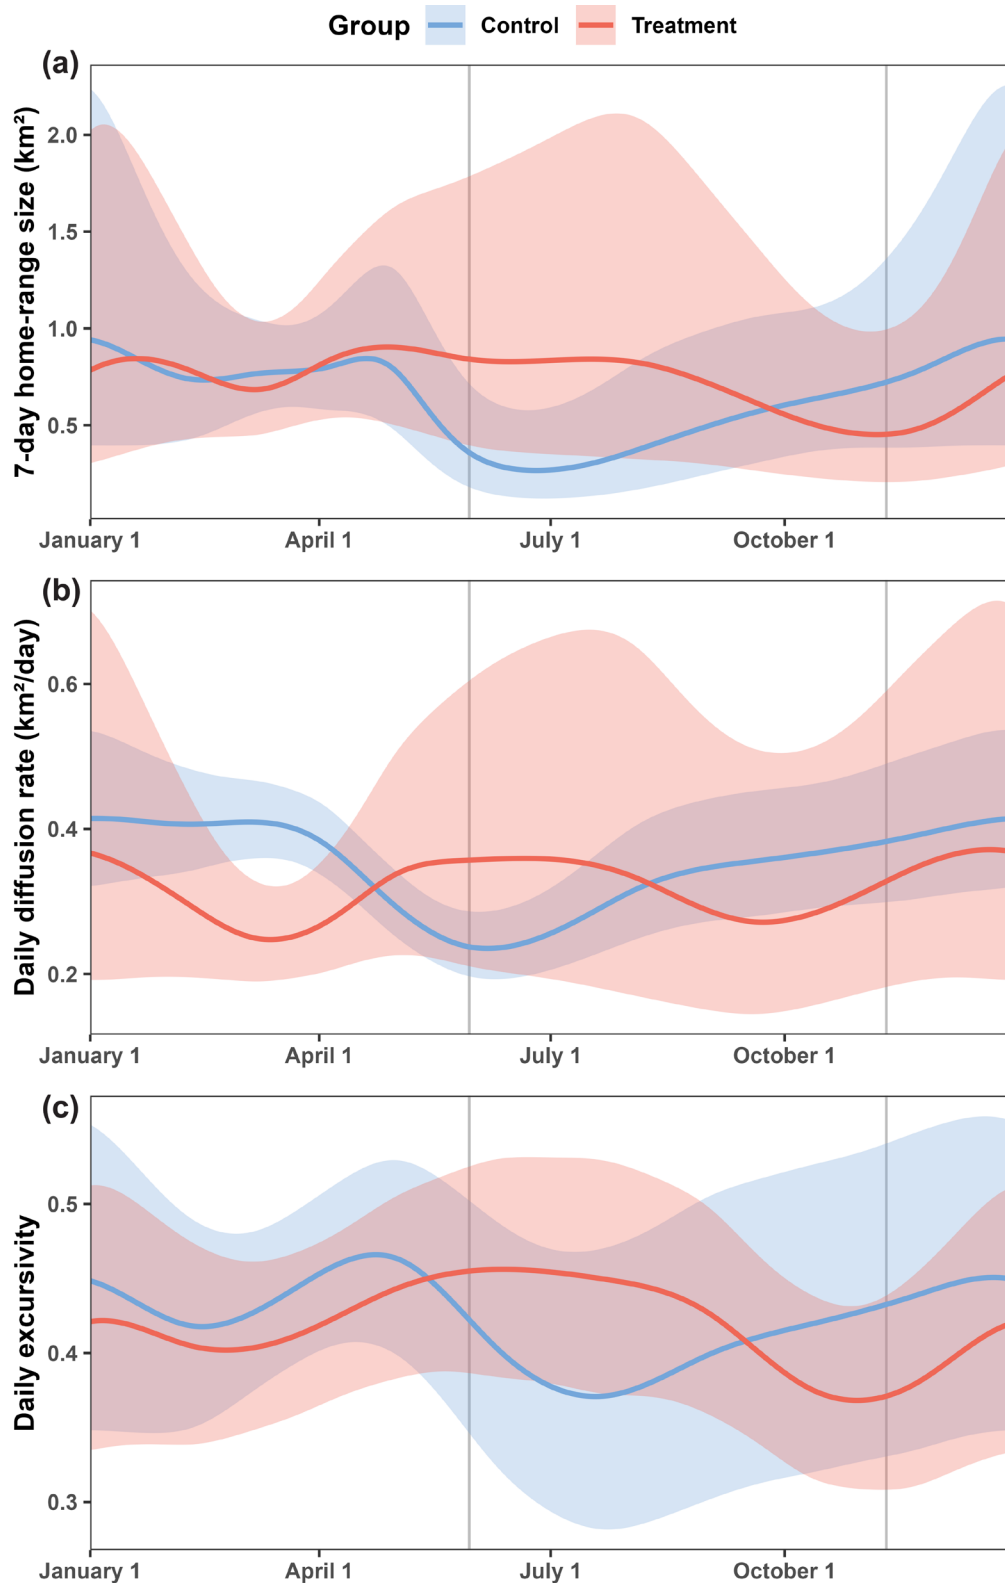 Group Control Treatment
(a)
7-day home-range size (km²)
2.0
1.5
1.0
0.5
January 1 April 1 July 1 October 1
(b)
Daily diffusion rate (km²/day)
0.6
0.4
0.2
January 1 April 1 July 1 October 1
(c)
Daily excursivity
0.5
0.4
0.3
January 1 April 1 July 1 October 1